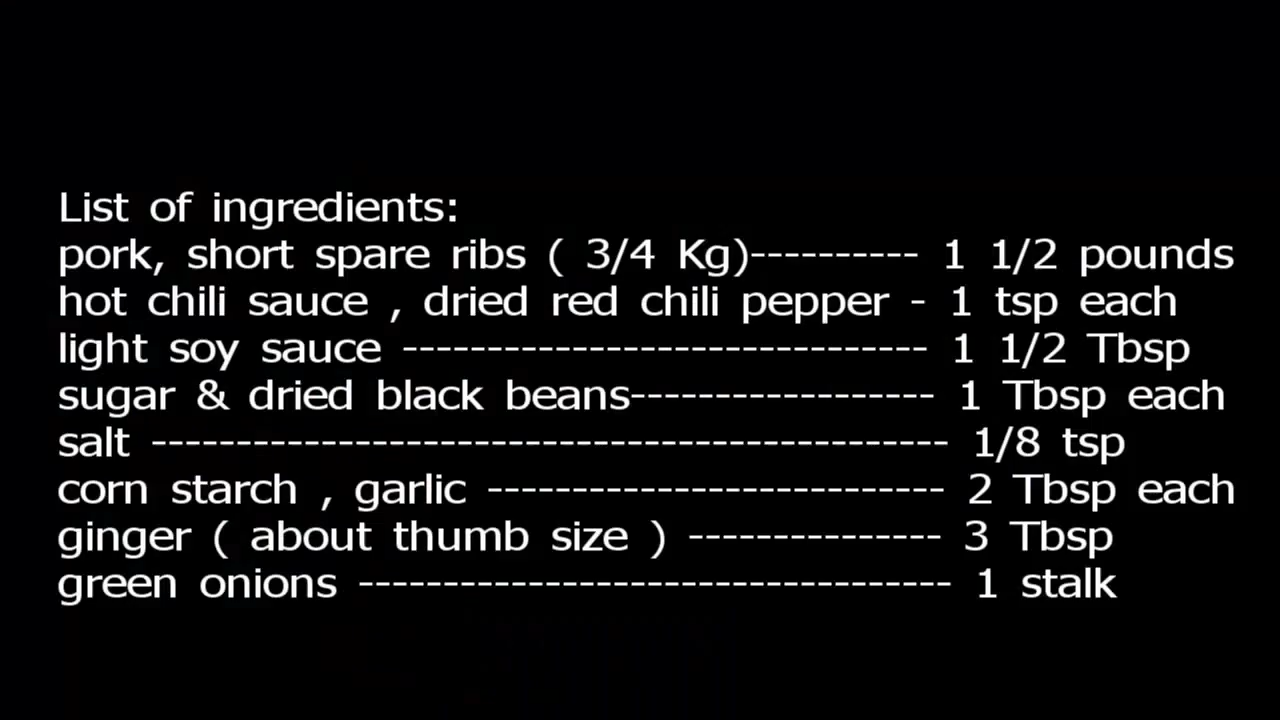 List of ingredients:
pork, short spare ribs ( 3/4 Kg)---------- 1 1/2 pounds
hot chili sauce , dried red chili pepper - 1 tsp each
light soy sauce ------------------------------- 1 1/2 Tbsp
sugar & dried black beans------------------ 1 Tbsp each
salt ----------------------------------------------- 1/8 tsp
corn starch , garlic --------------------------- 2 Tbsp each
ginger ( about thumb size ) --------------- 3 Tbsp
green onions ----------------------------------- 1 stalk